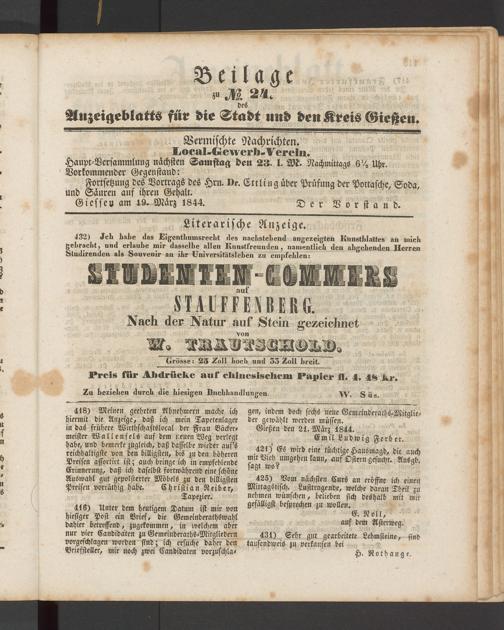 Beilage
zu № 24.
des
Anzeigeblatts für die Stadt und den Kreis Gießen.
Vermischte Nachrichten.
Local-Gewerb-Verein.
Haupt-Versammlung nächsten Samstag den 23. l. M. Nachmittags 6½ Uhr.
Vorkommender Gegenstand:
Fortsetzung des Vortrags des Hrn. Dr. Ettling über Prüfung der Pottasche, Soda,
und Säuren auf ihren Gehalt.
Giessen am 19. März 1844. Der Vorstand.
Literarische Anzeige.
432) Ich habe das Eigenthumsrecht des nachstehend angezeigten Kunstblattes an mich
gebracht, und erlaube mir dasselbe allen Kunstfreunden, namentlich den abgehenden Herren
Studirenden als Souvenir an ihr Universitätsleben zu empfehlen:
STUDENTEN-COMMERS
auf
STAUFFENBERG.
Nach der Natur auf Stein gezeichnet
von
W. TRAUTSCHOLD.
Grösse: 25 Zoll hoch und 33 Zoll breit.
Preis für Abdrücke auf chinesischem Papier fl. 4. 48 kr.
Zu beziehen durch die hiesigen Buchhandlungen. W. Süs.
418) Meinen geehrten Abnehmern mache ich
hiermit die Anzeige, daß ich mein Tapetenlager
in das frühere Wirthschaftslocal der Frau Bäcker-
meister Wallenfels auf dem neuen Weg verlegt
habe, und bemerke zugleich, daß dasselbe wieder auf's
reichhaltigste von den billigsten, bis zu den höheren
Preisen assortirt ist; auch bringe ich in empfehlende
Erinnerung, daß ich daselbst fortwährend eine schöne
Auswahl gut gepolsterter Möbels zu den billigsten
Preisen vorräthig habe. Christian Reiber,
Tapezier.
416) Unter dem heutigen Datum ist mir von
hiesiger Post ein Brief, die Gemeinderathswahl
dahier betreffend, zugekommen, in welchem aber
nur vier Candidaten zu Gemeinderaths-Mitgliedern
vorgeschlagen worden sind; ich ersuche daher den
Briefsteller, mir noch zwei Candidaten vorzuschla-
gen, indem doch sechs neue Gemeinderaths-Mitglie-
der gewählt werden müssen.
Gießen den 21. März 1844.
Emil Ludwig Ferber.
421) Es wird eine tüchtige Hausmagd, die auch
mit Vieh umgehen kann, auf Ostern gesucht. Ausgb.
sagt wo?
425) Vom nächsten Curs an eröffne ich einen
Mittagstisch. Lusttragende, welche daran Theil zu
nehmen wünschen, belieben sich deshalb mit mir
gefälligst besprechen zu wollen.
E. Noll,
auf dem Asterweg.
431) Sehr gut gearbeitete Lehmsteine, sind
tausendweis zu verkaufen bei
H. Rothange.